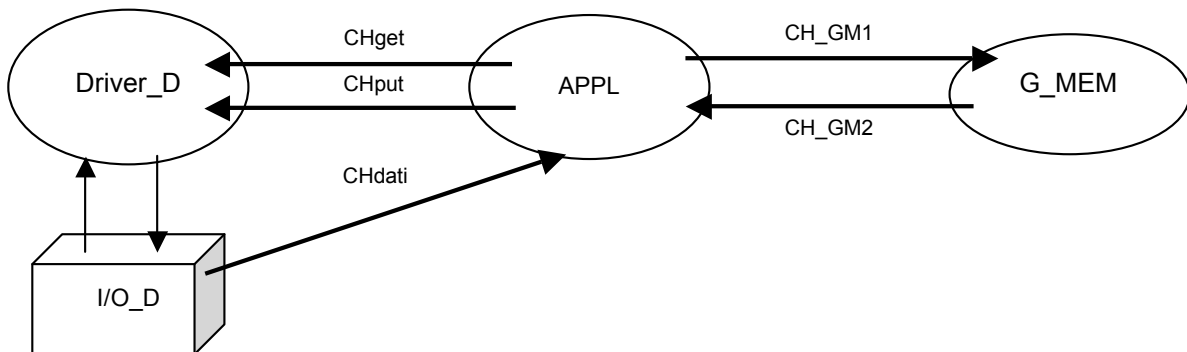 CHget
CH_GM1
Driver_D
CHput
APPL
G_MEM
CH_GM2
CHdati
I/O_D